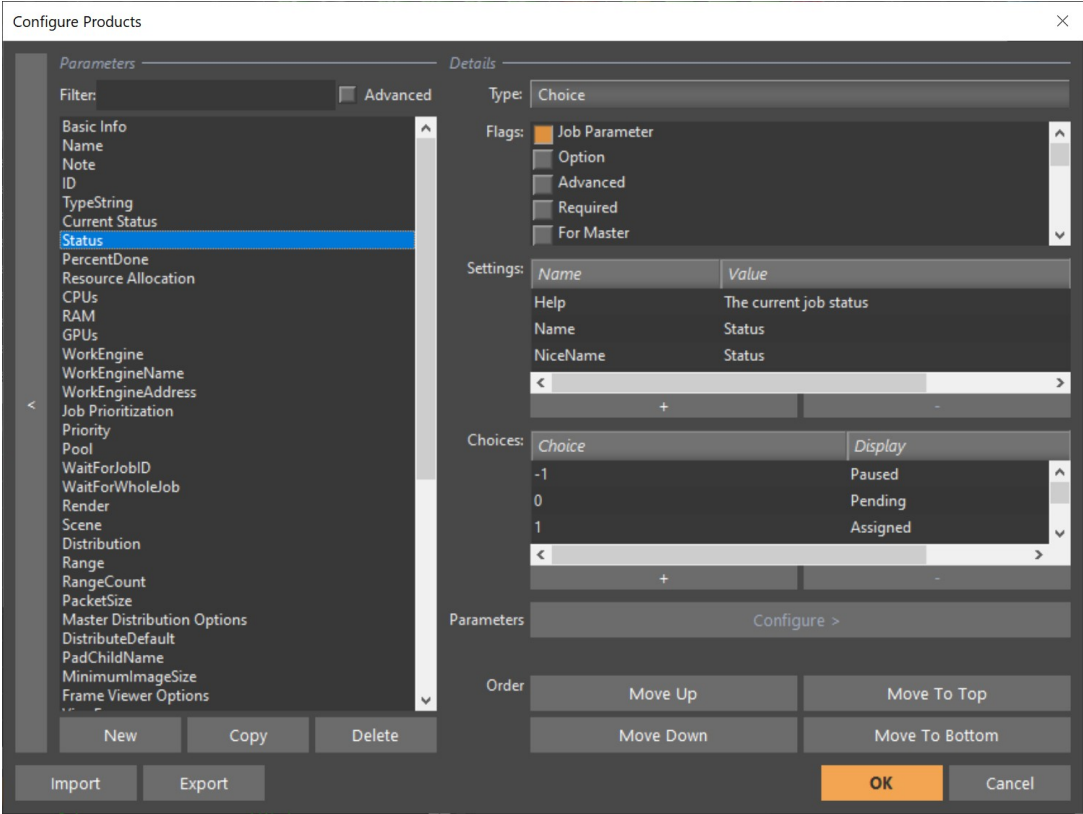 Configure Products
Parameters
Filter:
Advanced
Basic Info
Name
Note
ID
TypeString
Current Status
Status
PercentDone
Resource Allocation
CPUs
RAM
GPUs
WorkEngine
WorkEngineName
WorkEngineAddress
Job Prioritization
Priority
Pool
WaitForJobID
WaitForWholeJob
Render
Scene
Distribution
Range
RangeCount
PacketSize
Master Distribution Options
DistributeDefault
PadChildName
MinimumImageSize
Frame Viewer Options
New Copy Delete
<
Details
Type: Choice
Flags: Job Parameter
Option
Advanced
Required
For Master
Settings: Name Value
Help The current job status
Name Status
NiceName Status
+ -
Choices: Choice Display
-1 Paused
0 Pending
1 Assigned
+ -
Parameters Configure >
Order Move Up Move To Top
Move Down Move To Bottom
Import Export OK Cancel